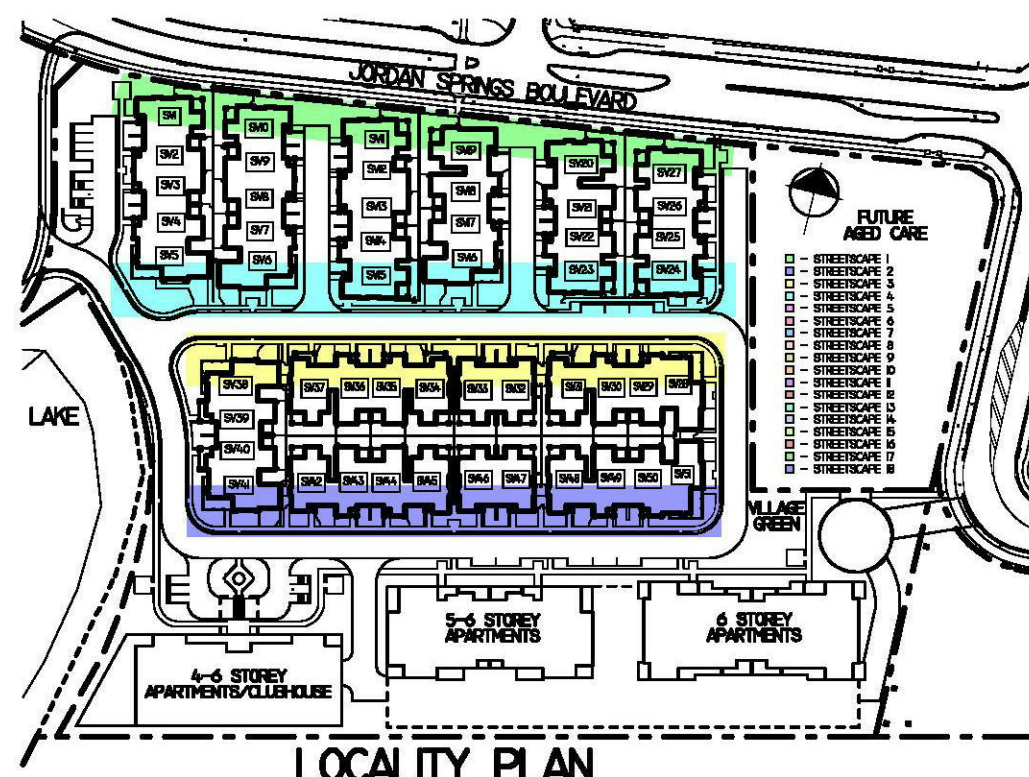 JORDAN SPRINGS BOULEVARD
SV1 SV10 SV11 SV19 SV20 SV27
SV2 SV9 SV12 SV18 SV21 SV26
SV3 SV8 SV13 SV17 SV22 SV25
SV4 SV7 SV14 SV16 SV23 SV24
SV5 SV6 SV15
FUTURE
AGED CARE
- STREETSCAPE 1
- STREETSCAPE 2
- STREETSCAPE 3
- STREETSCAPE 4
- STREETSCAPE 5
- STREETSCAPE 6
- STREETSCAPE 7
- STREETSCAPE 8
- STREETSCAPE 9
- STREETSCAPE 10
- STREETSCAPE 11
- STREETSCAPE 12
- STREETSCAPE 13
- STREETSCAPE 14
- STREETSCAPE 15
- STREETSCAPE 16
- STREETSCAPE 17
- STREETSCAPE 18
LAKE
SV38 SV37 SV36 SV35 SV34 SV33 SV32 SV31 SV30 SV29 SV28
SV39
SV40
SV41 SV42 SV43 SV44 SV45 SV46 SV47 SV48 SV49 SV50 SV51
VILLAGE
GREEN
5-6 STOREY
APARTMENTS
6 STOREY
APARTMENTS
4-6 STOREY
APARTMENTS/CLUBHOUSE
LOCALITY PLAN